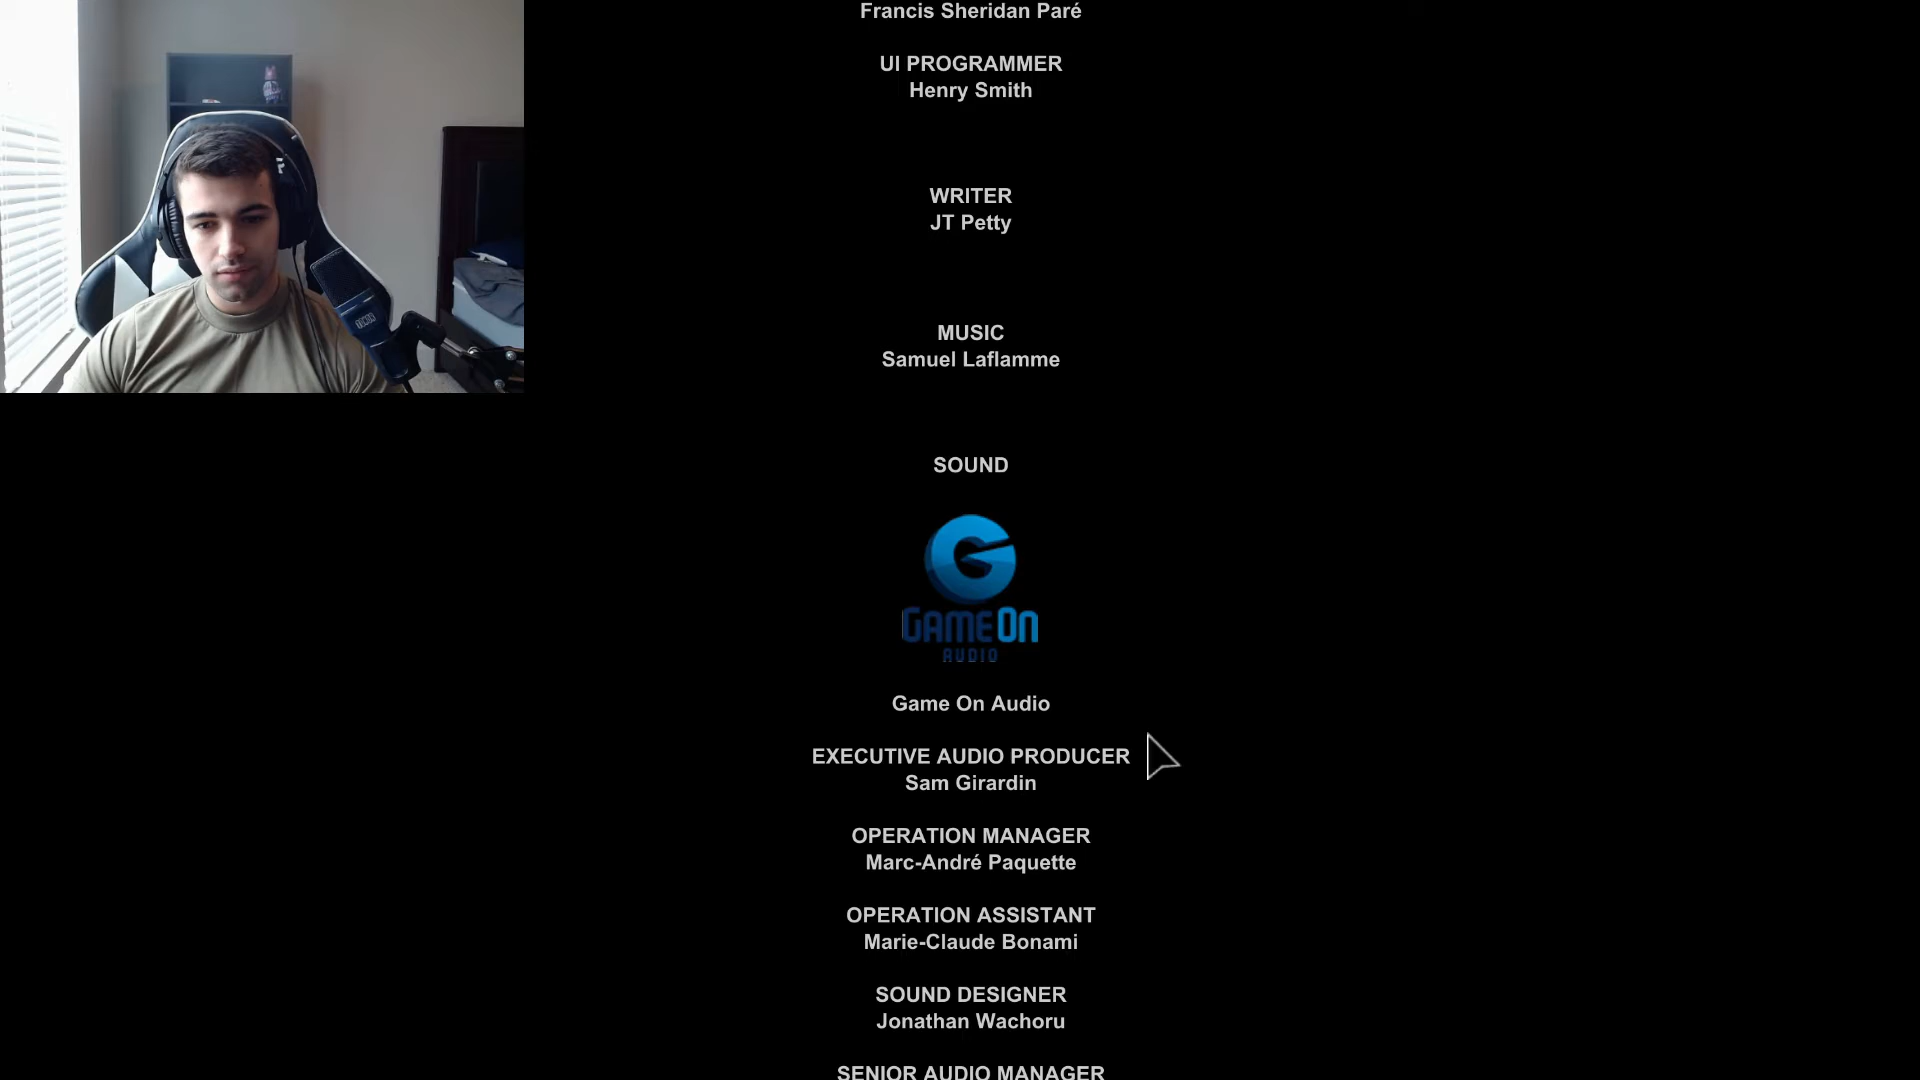 Francis Sheridan Paré
UI PROGRAMMER
Henry Smith
WRITER
JT Petty
MUSIC
Samuel Laflamme
SOUND
GAMEON
AUDIO
Game On Audio
EXECUTIVE AUDIO PRODUCER
Sam Girardin
OPERATION MANAGER
Marc-André Paquette
OPERATION ASSISTANT
Marie-Claude Bonami
SOUND DESIGNER
Jonathan Wachoru
SENIOR AUDIO MANAGER